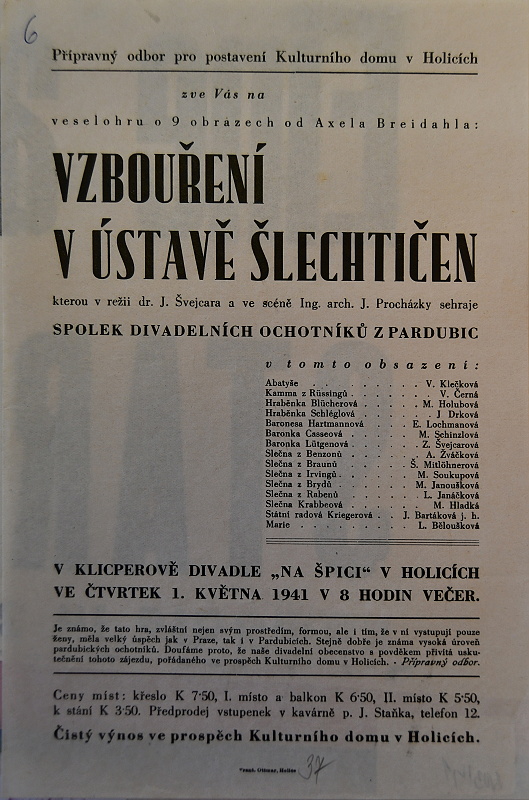 6
Přípravný odbor pro postavení Kulturního domu v Holicích
zve Vás na
veselohru o 9 obrazech od Axela Breidahla:
VZBOUŘENÍ
V ÚSTAVĚ ŠLECHTIČEN
kterou v režii dr. J. Švejcara a ve scéně Ing. arch. J. Procházky sehraje
SPOLEK DIVADELNÍCH OCHOTNÍKŮ Z PARDUBIC
v tomto obsazení:
Abatyše . . . . . . . . V. Klečková
Kamma z Rüssingů . . . . . . V. Černá
Hraběnka Blücherová . . . . . M. Holubová
Hraběnka Schléglová . . . . . . J Drková
Baronesa Hartmannová . . . . E. Lochmanová
Baronka Casseová . . . . . M. Schinzlová
Baronka Lütgenová . . . . . . Z. Švejcarová
Slečna z Benzonů . . . . . . A. Žváčková
Slečna z Braunů . . . . . Š. Mitlöhnerová
Slečna z Irvingů . . . . . . M. Soukupová
Slečna z Brydů . . . . . . M. Janoušková
Slečna z Rabenů . . . . . . L. Janáčková
Slečna Krabbeová . . . . . . M. Hladká
Státní radová Kriegerová . . J. Bartáková j. h.
Marie . . . . . . . . L. Běloušková
V KLICPEROVĚ DIVADLE „NA ŠPICI“ V HOLICÍCH
VE ČTVRTEK 1. KVĚTNA 1941 V 8 HODIN VEČER.
Je známo, že tato hra, zvláštní nejen svým prostředím, formou, ale i tím, že v ní vystupují pouze
ženy, měla velký úspěch jak v Praze, tak i v Pardubicích. Stejně dobře je známa vysoká úroveň
pardubických ochotníků. Doufáme proto, že naše divadelní obecenstvo s povděkem přivítá usku-
tečnění tohoto zájezdu, pořádaného ve prospěch Kulturního domu v Holicích. - Přípravný odbor.
Ceny míst: křeslo K 7·50, I. místo a balkon K 6·50, II. místo K 5·50,
k stání K 3·50. Předprodej vstupenek v kavárně p. J. Staňka, telefon 12.
Čistý výnos ve prospěch Kulturního domu v Holicích.
37